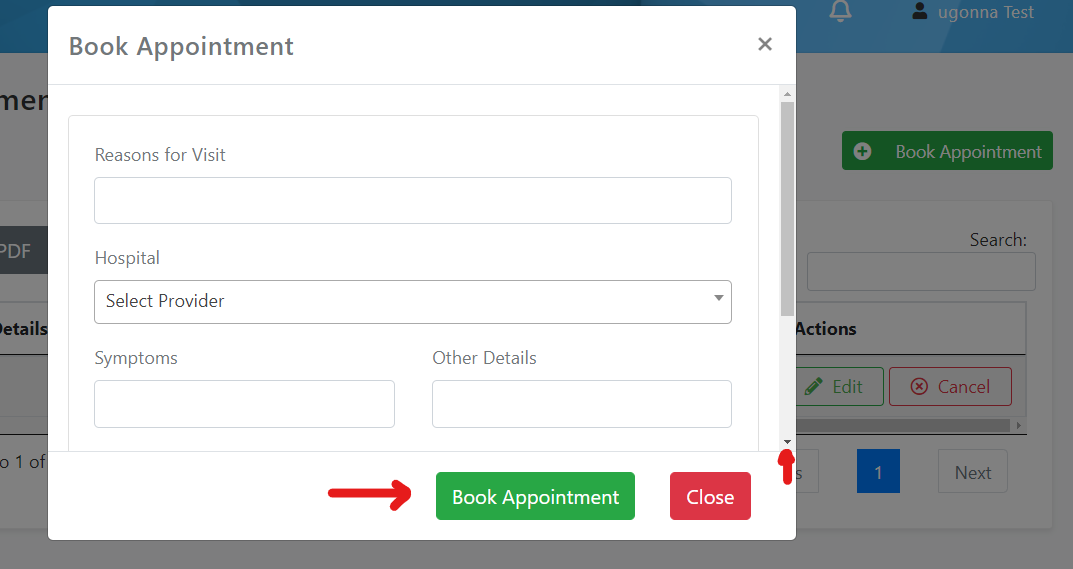 ugonna Test
Book Appointment
×
Reasons for Visit
Book Appointment
PDF
Search:
Hospital
Select Provider
Details
Actions
Symptoms
Other Details
Edit
Cancel
o 1 of
1
Next
Book Appointment
Close